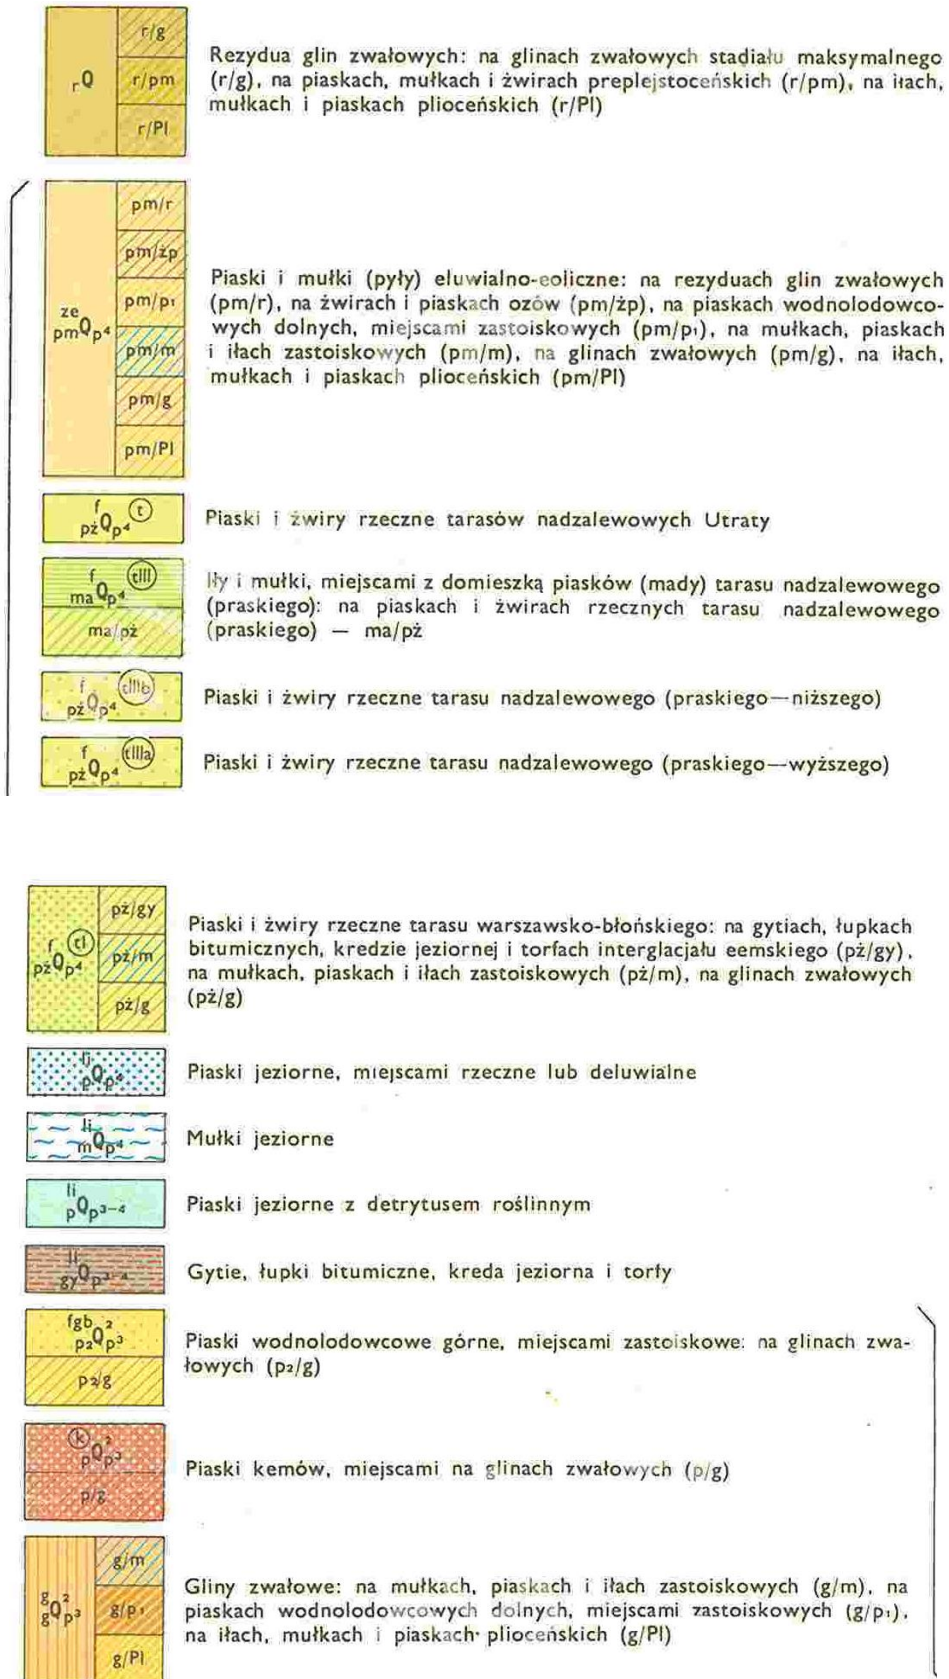 r/g
rQ
r/pm
r/Pl
Rezydua glin zwałowych: na glinach zwałowych stadiału maksymalnego
(r/g), na piaskach, mułkach i żwirach preplejstoceńskich (r/pm), na iłach,
mułkach i piaskach plioceńskich (r/Pl)
pm/r
pm/żp
pm/p₁
ze
pmQp⁴
pm/m
pm/g
pm/Pl
Piaski i mułki (pyły) eluwialno-eoliczne: na rezyduach glin zwałowych
(pm/r), na żwirach i piaskach ozów (pm/żp), na piaskach wodnolodowco-
wych dolnych, miejscami zastoiskowych (pm/p₁), na mułkach, piaskach
i iłach zastoiskowych (pm/m), na glinach zwałowych (pm/g), na iłach,
mułkach i piaskach plioceńskich (pm/Pl)
f t
pżQp⁴
Piaski i żwiry rzeczne tarasów nadzalewowych Utraty
f tIII
maQp⁴
ma/pż
Iły i mułki, miejscami z domieszką piasków (mady) tarasu nadzalewowego
(praskiego): na piaskach i żwirach rzecznych tarasu nadzalewowego
(praskiego) — ma/pż
f tIIIb
pżQp⁴
Piaski i żwiry rzeczne tarasu nadzalewowego (praskiego—niższego)
f tIIIa
pżQp⁴
Piaski i żwiry rzeczne tarasu nadzalewowego (praskiego—wyższego)
pż/gy
f tI
pżQp⁴
pż/m
pż/g
Piaski i żwiry rzeczne tarasu warszawsko-błońskiego: na gytiach, łupkach
bitumicznych, kredzie jeziornej i torfach interglacjału eemskiego (pż/gy),
na mułkach, piaskach i iłach zastoiskowych (pż/m), na glinach zwałowych
(pż/g)
li
pQp⁴
Piaski jeziorne, miejscami rzeczne lub deluwialne
li
mQp⁴
Mułki jeziorne
li
pQp³⁻⁴
Piaski jeziorne z detrytusem roślinnym
li
gyQp³⁻⁴
Gytie, łupki bitumiczne, kreda jeziorna i torfy
fgb 2
p₂Qp³
p₂/g
Piaski wodnolodowcowe górne, miejscami zastoiskowe: na glinach zwa-
łowych (p₂/g)
k 2
pQp³
p/g
Piaski kemów, miejscami na glinach zwałowych (p/g)
g/m
g 2
gQp³
g/p₁
g/Pl
Gliny zwałowe: na mułkach, piaskach i iłach zastoiskowych (g/m), na
piaskach wodnolodowcowych dolnych, miejscami zastoiskowych (g/p₁),
na iłach, mułkach i piaskach plioceńskich (g/Pl)